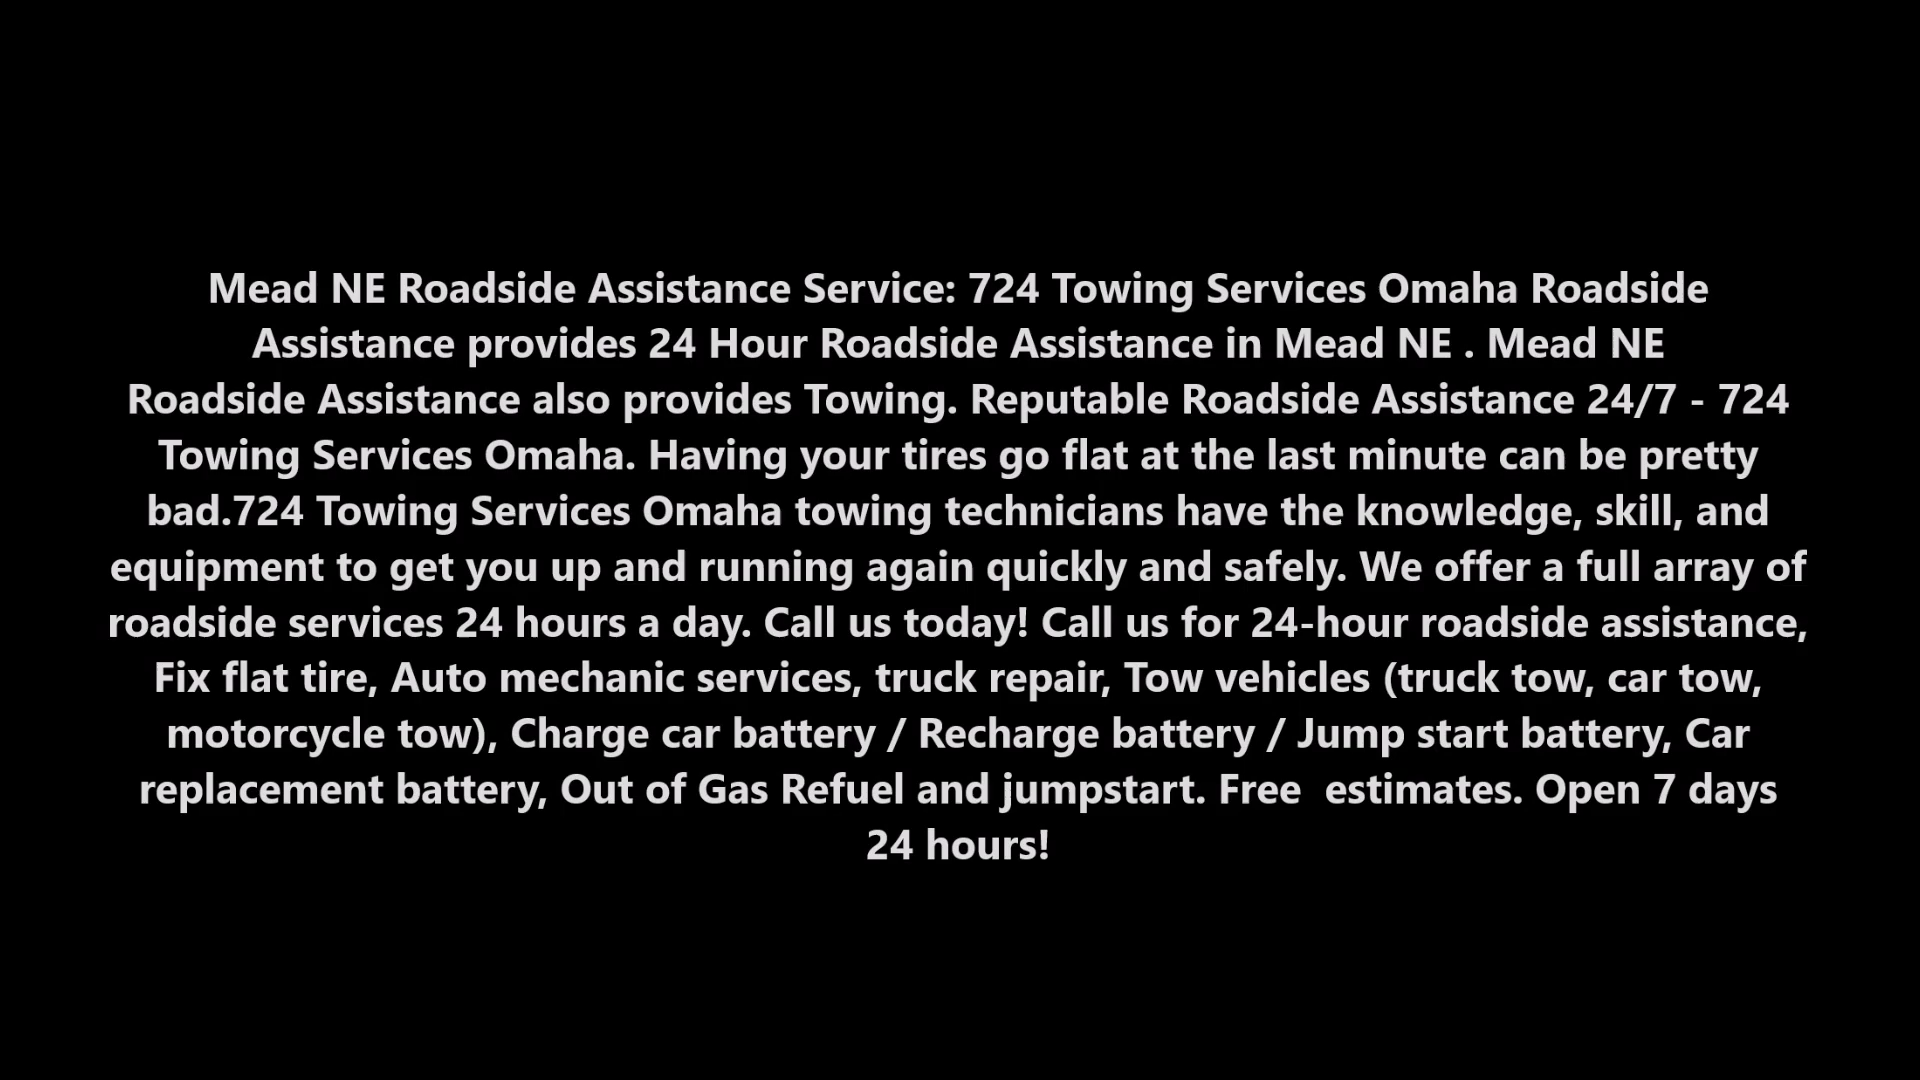 Mead NE Roadside Assistance Service: 724 Towing Services Omaha Roadside
Assistance provides 24 Hour Roadside Assistance in Mead NE . Mead NE
Roadside Assistance also provides Towing. Reputable Roadside Assistance 24/7 - 724
Towing Services Omaha. Having your tires go flat at the last minute can be pretty
bad.724 Towing Services Omaha towing technicians have the knowledge, skill, and
equipment to get you up and running again quickly and safely. We offer a full array of
roadside services 24 hours a day. Call us today! Call us for 24-hour roadside assistance,
Fix flat tire, Auto mechanic services, truck repair, Tow vehicles (truck tow, car tow,
motorcycle tow), Charge car battery / Recharge battery / Jump start battery, Car
replacement battery, Out of Gas Refuel and jumpstart. Free  estimates. Open 7 days
24 hours!